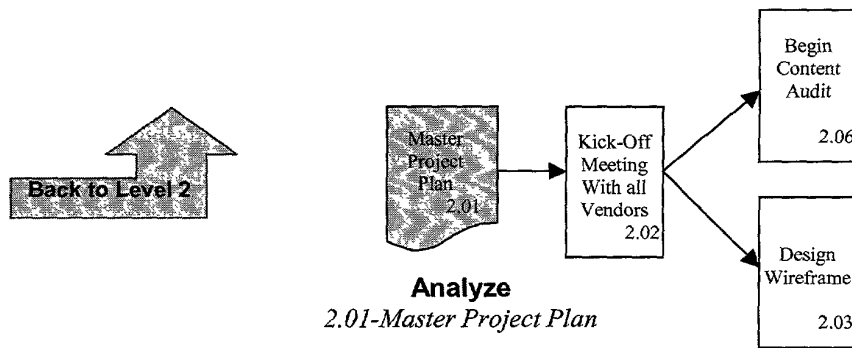 Back to Level 2
Master
Project
Plan
2.01
Kick-Off
Meeting
With all
Vendors
2.02
Begin
Content
Audit
2.06
Design
Wireframe
2.03
Analyze
2.01-Master Project Plan